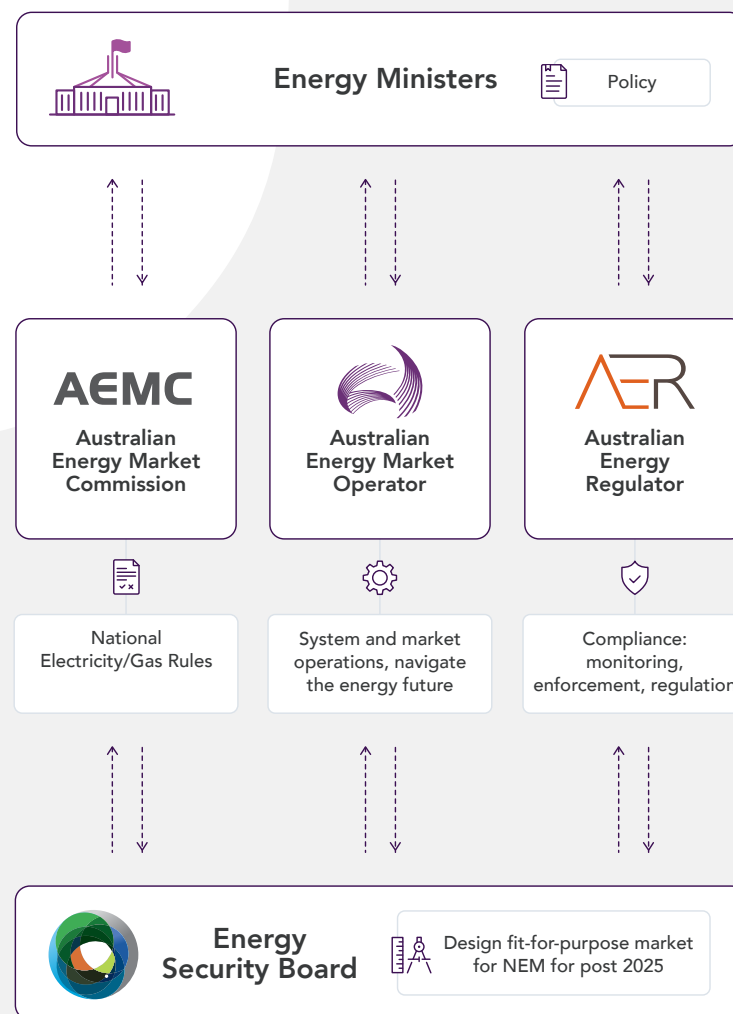 Energy Ministers
Policy
AEMC
Australian
Energy Market
Commission
Australian
Energy Market
Operator
AER
Australian
Energy
Regulator
National
Electricity/Gas Rules
System and market
operations, navigate
the energy future
Compliance:
monitoring,
enforcement, regulation
Energy
Security Board
Design fit-for-purpose market
for NEM for post 2025